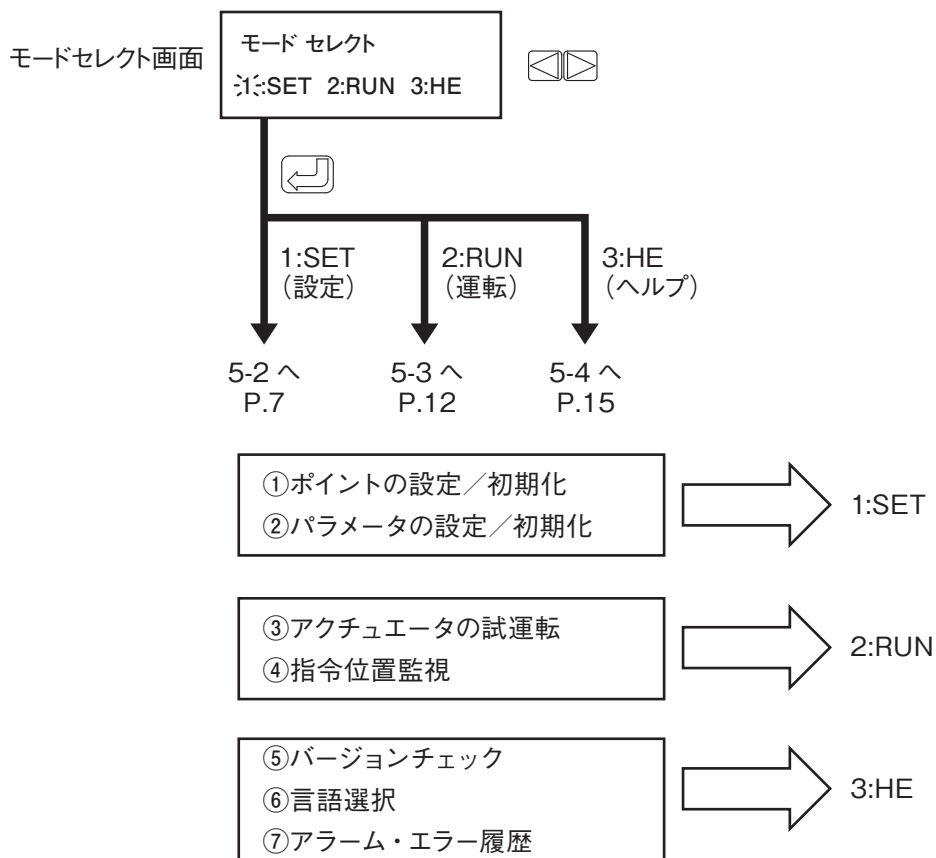 モードセレクト画面
モード セレクト
1:SET 2:RUN 3:HE
1:SET
（設定）
2:RUN
（運転）
3:HE
（ヘルプ）
5-2 へ
P.7
5-3 へ
P.12
5-4 へ
P.15
①ポイントの設定／初期化
②パラメータの設定／初期化
1:SET
③アクチュエータの試運転
④指令位置監視
2:RUN
⑤バージョンチェック
⑥言語選択
⑦アラーム・エラー履歴
3:HE